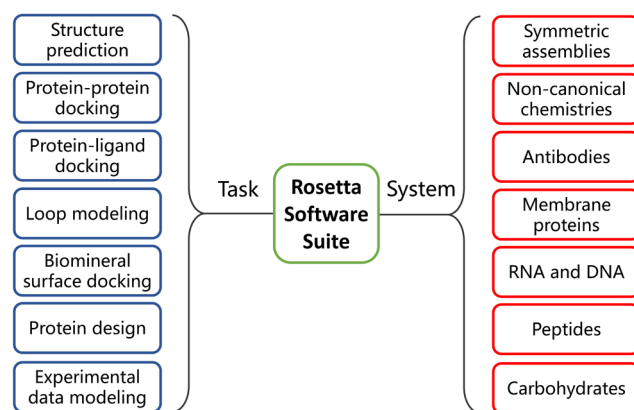 Structure
prediction
Protein-protein
docking
Protein-ligand
docking
Loop modeling
Biomineral
surface docking
Protein design
Experimental
data modeling
Task
Rosetta
Software
Suite
System
Symmetric
assemblies
Non-canonical
chemistries
Antibodies
Membrane
proteins
RNA and DNA
Peptides
Carbohydrates